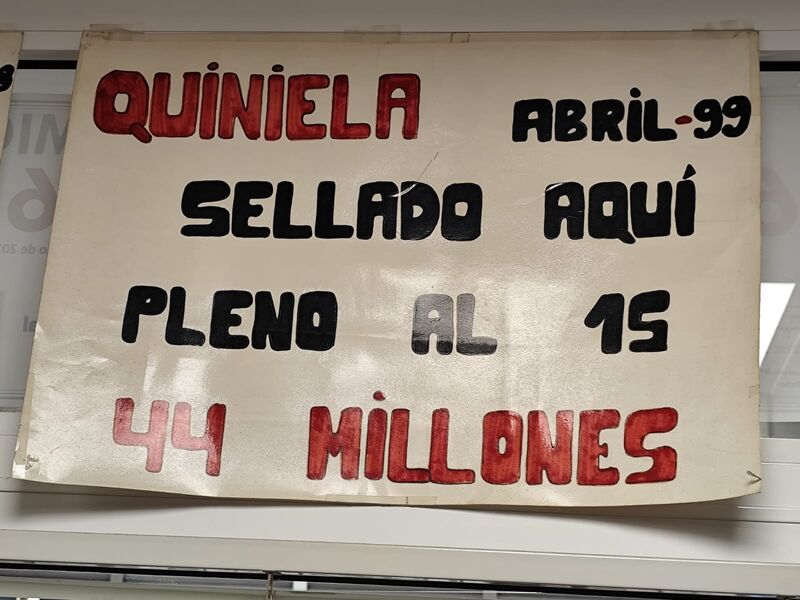 QUINIELA ABRIL-99
SELLADO AQUÍ
PLENO AL 15
44 MILLONES